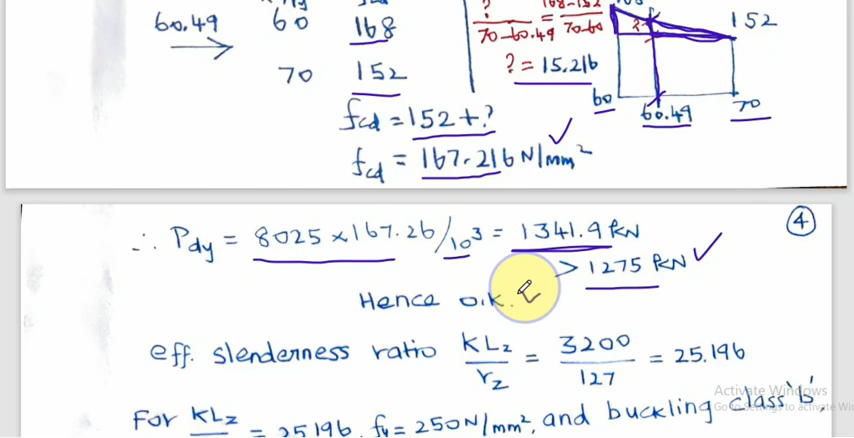 ? 168-152
60.49 60 168 70-60.49 = 70-60 152
70 152 ? = 15.216
60 60.49 70
fcd = 152+?
fcd = 167.216 N/mm²
④
∴ Pdy = 8025 × 167.26/10³ = 1341.9 kN
> 1275 kN
Hence o.k.
eff. slenderness ratio KLz/rz = 3200/127 = 25.196
Activate Windows
Go to Settings to activate Win
For KLz = 25.196, fy = 250 N/mm², and buckling class 'b',